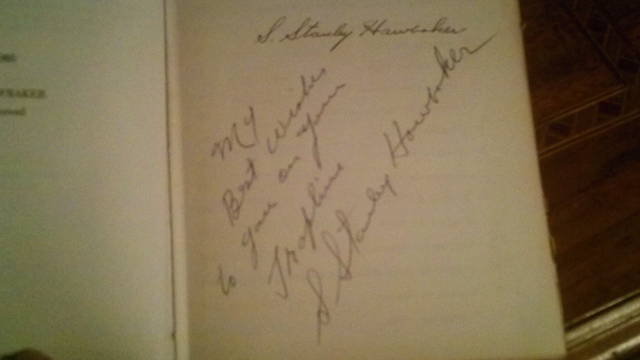 S. Stanley Hawbaker
MY
Best Wishes
to you on your
Trapline
S Stanley Hawbaker